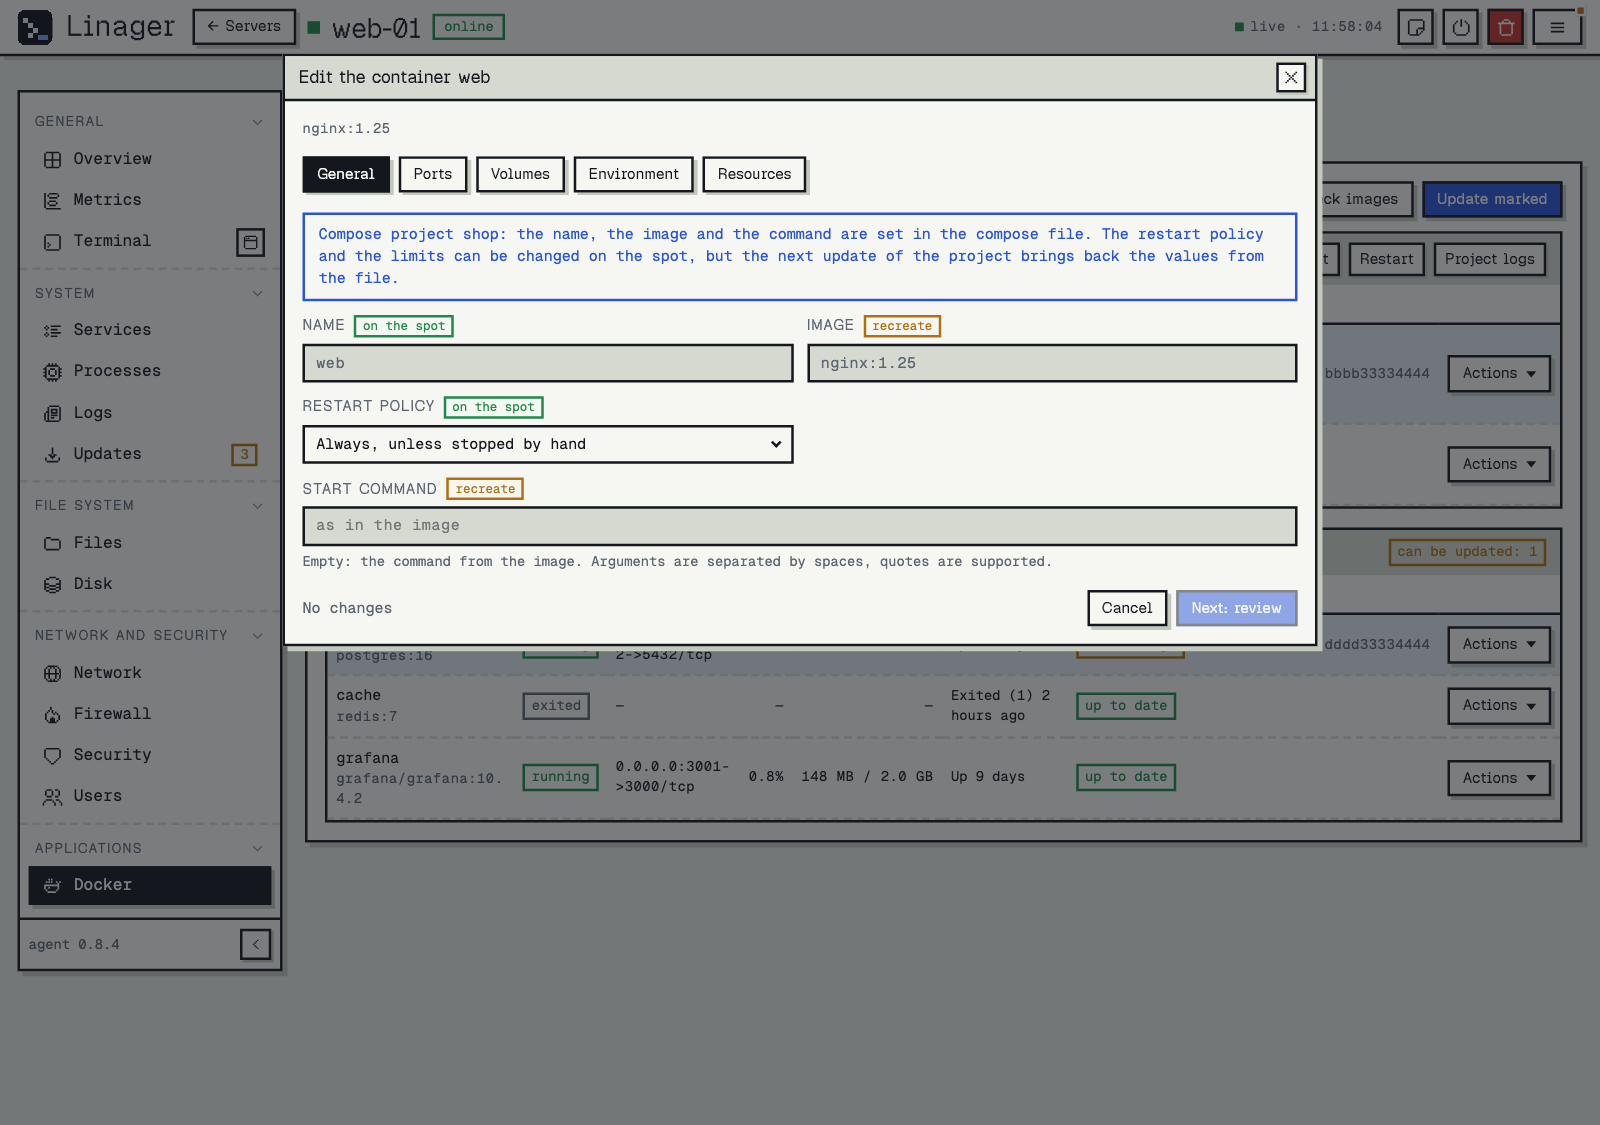 Linager
← Servers
web-01
online
live · 11:58:04
Edit the container web
nginx:1.25
General
Ports
Volumes
Environment
Resources
Compose project shop: the name, the image and the command are set in the compose file. The restart policy
and the limits can be changed on the spot, but the next update of the project brings back the values from
the file.
NAME on the spot
IMAGE recreate
web
nginx:1.25
RESTART POLICY on the spot
Always, unless stopped by hand
START COMMAND recreate
as in the image
Empty: the command from the image. Arguments are separated by spaces, quotes are supported.
No changes
Cancel
Next: review
GENERAL
Overview
Metrics
Terminal
SYSTEM
Services
Processes
Logs
Updates
3
FILE SYSTEM
Files
Disk
NETWORK AND SECURITY
Network
Firewall
Security
Users
APPLICATIONS
Docker
agent 0.8.4
images
Update marked
Restart
Project logs
bbbb33334444
Actions
Actions
can be updated: 1
postgres:16
2->5432/tcp
dddd33334444
Actions
cache
redis:7
exited
—
—
—
Exited (1) 2
hours ago
up to date
Actions
grafana
grafana/grafana:10.
4.2
running
0.0.0.0:3001-
>3000/tcp
0.8%
148 MB / 2.0 GB
Up 9 days
up to date
Actions